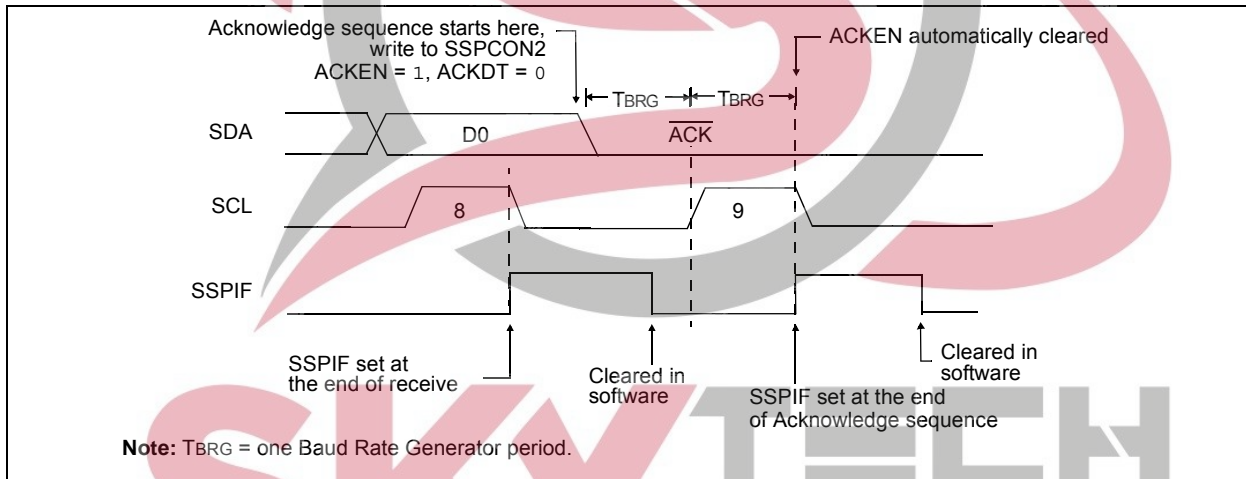 Acknowledge sequence starts here,
write to SSPCON2
ACKEN = 1, ACKDT = 0
ACKEN automatically cleared
TBRG
TBRG
SDA
D0
ACK
SCL
8
9
SSPIF
SSPIF set at
the end of receive
Cleared in
software
SSPIF set at the end
of Acknowledge sequence
Cleared in
software
Note: TBRG = one Baud Rate Generator period.
SKYTECH